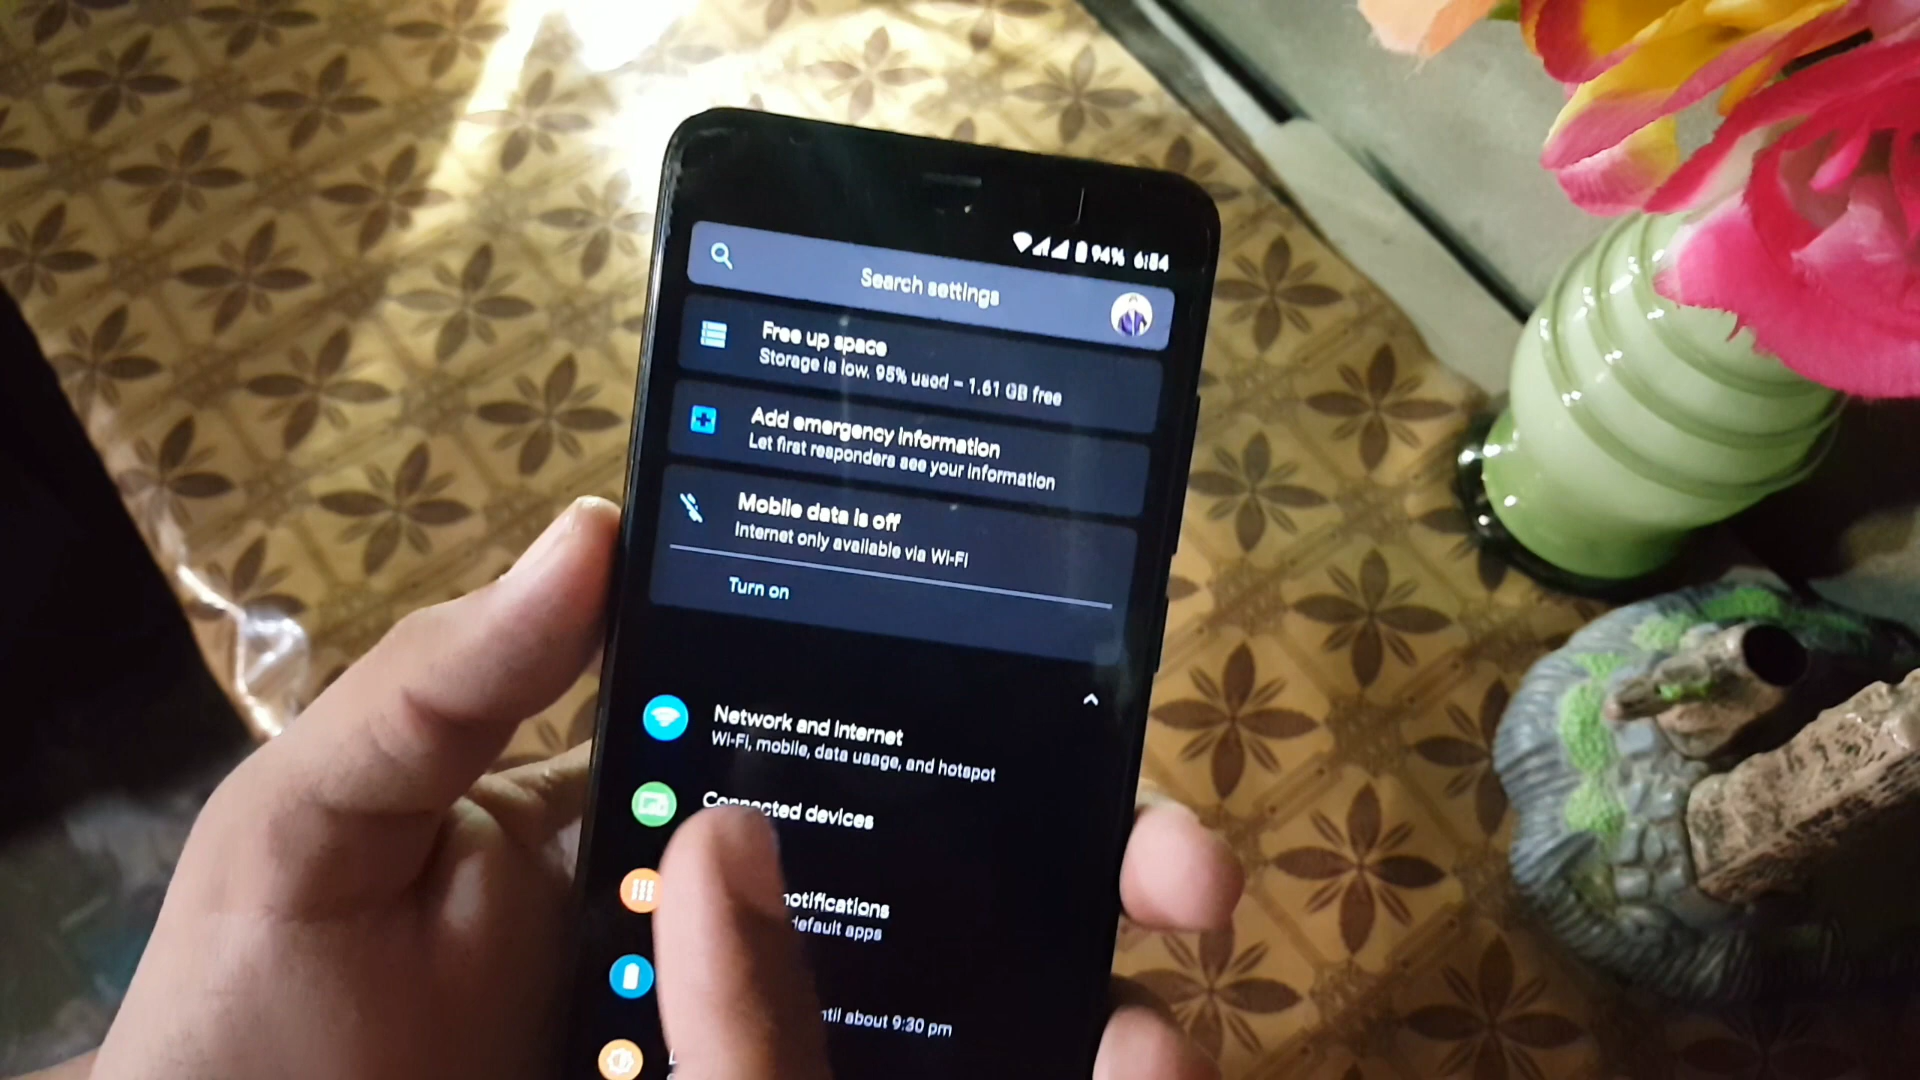 94% 6:54
Search settings
Free up space
Storage is low. 95% used – 1.61 GB free
Add emergency information
Let first responders see your information
Mobile data is off
Internet only available via Wi-Fi
Turn on
Network and Internet
Wi-Fi, mobile, data usage, and hotspot
Connected devices
notifications
default apps
about 9:30 pm